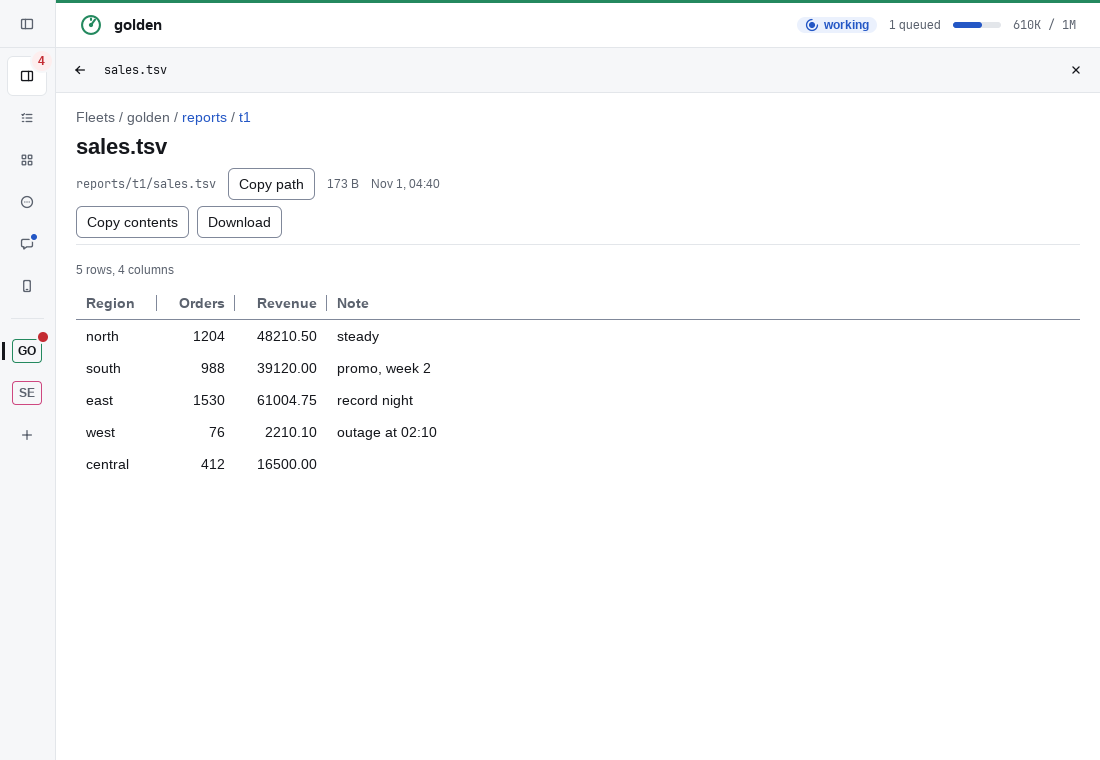 golden
working
1 queued
610K / 1M
4
sales.tsv
Fleets / golden / reports / t1
sales.tsv
reports/t1/sales.tsv
Copy path
173 B
Nov 1, 04:40
Copy contents
Download
5 rows, 4 columns
Region Orders Revenue Note
north 1204 48210.50 steady
south 988 39120.00 promo, week 2
east 1530 61004.75 record night
west 76 2210.10 outage at 02:10
central 412 16500.00
GO
SE